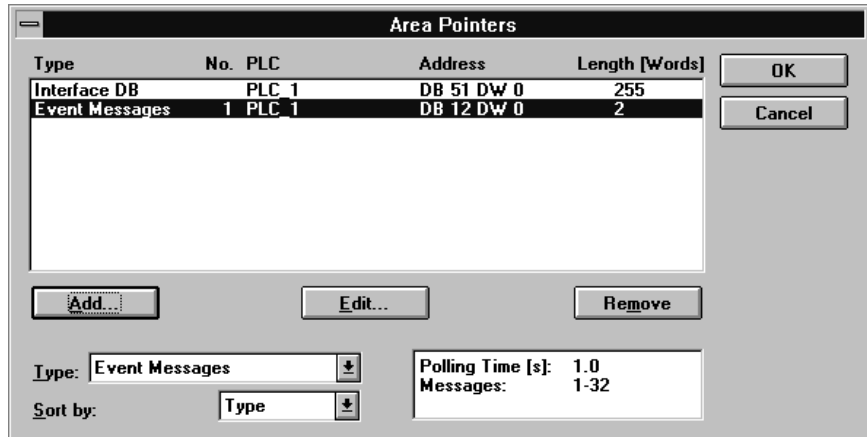 Area Pointers
Type No. PLC Address Length [Words]
Interface DB PLC_1 DB 51 DW 0 255
Event Messages 1 PLC_1 DB 12 DW 0 2
OK
Cancel
Add... Edit... Remove
Type: Event Messages
Sort by: Type
Polling Time [s]: 1.0
Messages: 1-32